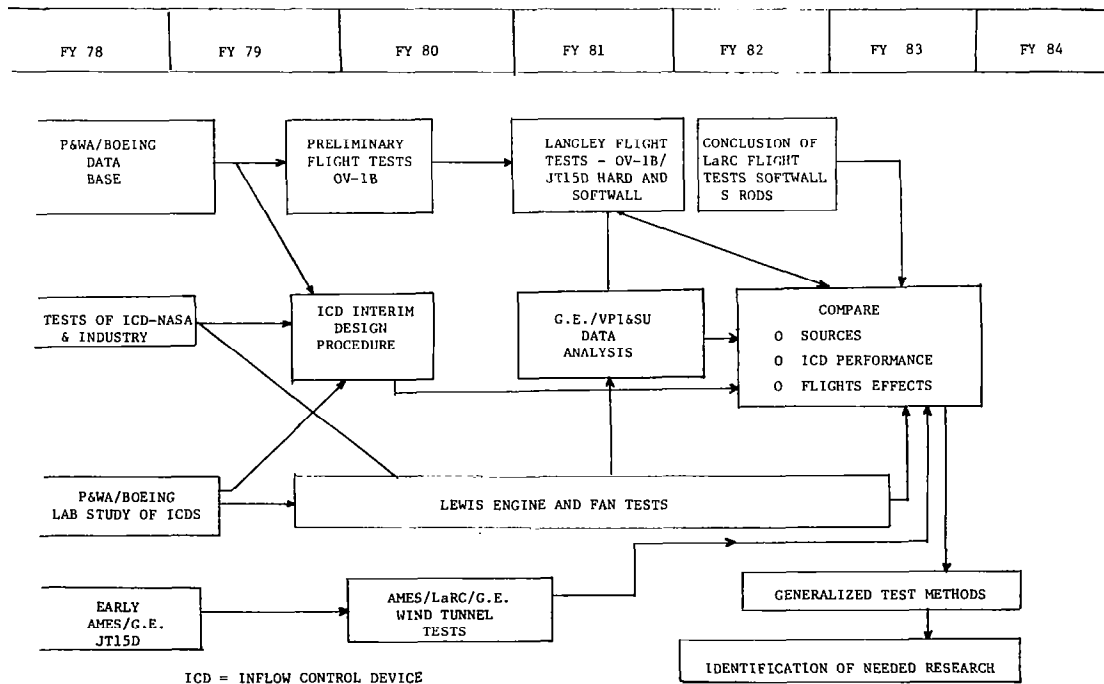 FY 78
FY 79
FY 80
FY 81
FY 82
FY 83
FY 84
P&WA/BOEING
DATA
BASE
PRELIMINARY
FLIGHT TESTS
OV-1B
LANGLEY FLIGHT
TESTS - OV-1B/
JT15D HARD AND
SOFTWALL
CONCLUSION OF
LaRC FLIGHT
TESTS SOFTWALL
S RODS
TESTS OF ICD-NASA
& INDUSTRY
ICD INTERIM
DESIGN
PROCEDURE
G.E./VPI&SU
DATA
ANALYSIS
COMPARE
O SOURCES
O ICD PERFORMANCE
O FLIGHTS EFFECTS
P&WA/BOEING
LAB STUDY OF ICDS
LEWIS ENGINE AND FAN TESTS
EARLY
AMES/G.E.
JT15D
AMES/LaRC/G.E.
WIND TUNNEL
TESTS
GENERALIZED TEST METHODS
IDENTIFICATION OF NEEDED RESEARCH
ICD = INFLOW CONTROL DEVICE